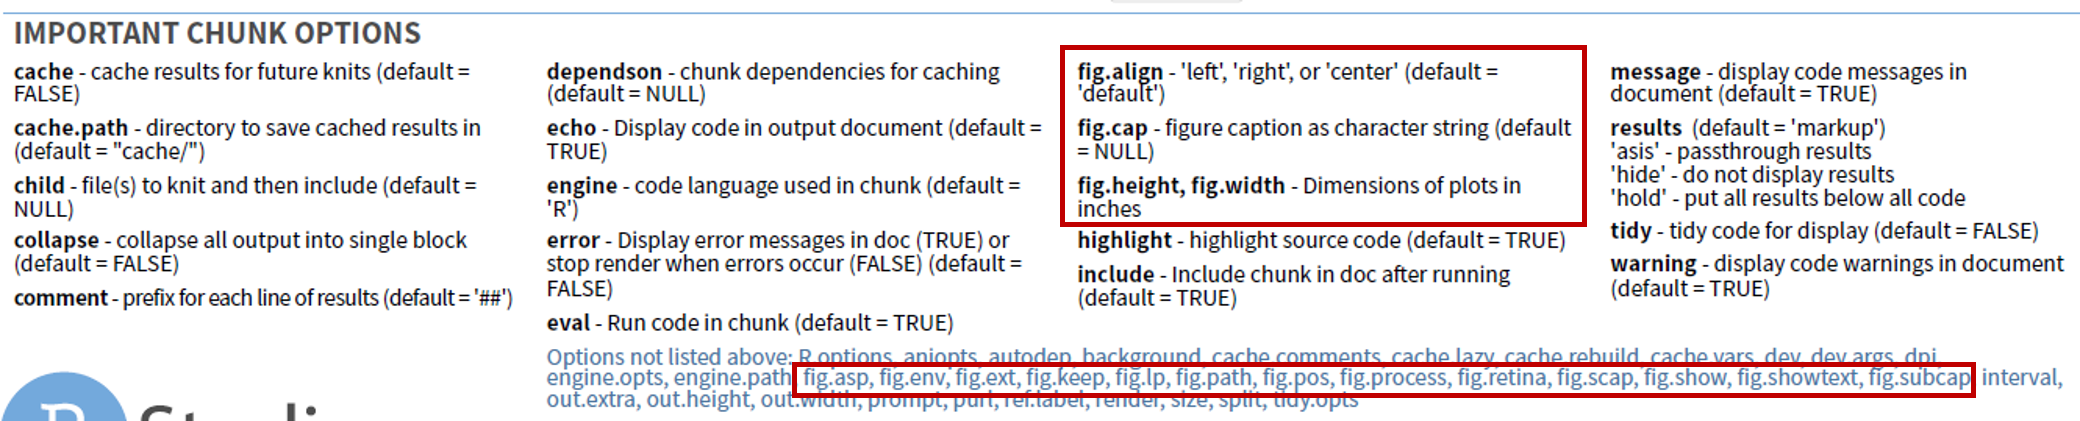 IMPORTANT CHUNK OPTIONS
cache - cache results for future knits (default =
FALSE)
cache.path - directory to save cached results in
(default = "cache/")
child - file(s) to knit and then include (default =
NULL)
collapse - collapse all output into single block
(default = FALSE)
comment - prefix for each line of results (default = '##')
dependson - chunk dependencies for caching
(default = NULL)
echo - Display code in output document (default =
TRUE)
engine - code language used in chunk (default =
'R')
error - Display error messages in doc (TRUE) or
stop render when errors occur (FALSE) (default =
FALSE)
eval - Run code in chunk (default = TRUE)
fig.align - 'left', 'right', or 'center' (default =
'default')
fig.cap - figure caption as character string (default
= NULL)
fig.height, fig.width - Dimensions of plots in
inches
highlight - highlight source code (default = TRUE)
include - Include chunk in doc after running
(default = TRUE)
message - display code messages in
document (default = TRUE)
results (default = 'markup')
'asis' - passthrough results
'hide' - do not display results
'hold' - put all results below all code
tidy - tidy code for display (default = FALSE)
warning - display code warnings in document
(default = TRUE)
Options not listed above: R.options, aniopts, autodep, background, cache.comments, cache.lazy, cache.rebuild, cache.vars, dev, dev.args, dpi,
engine.opts, engine.path, fig.asp, fig.env, fig.ext, fig.keep, fig.lp, fig.path, fig.pos, fig.process, fig.retina, fig.scap, fig.show, fig.showtext, fig.subcap, interval,
out.extra, out.height, out.width, prompt, purl, ref.label, render, size, split, tidy.opts